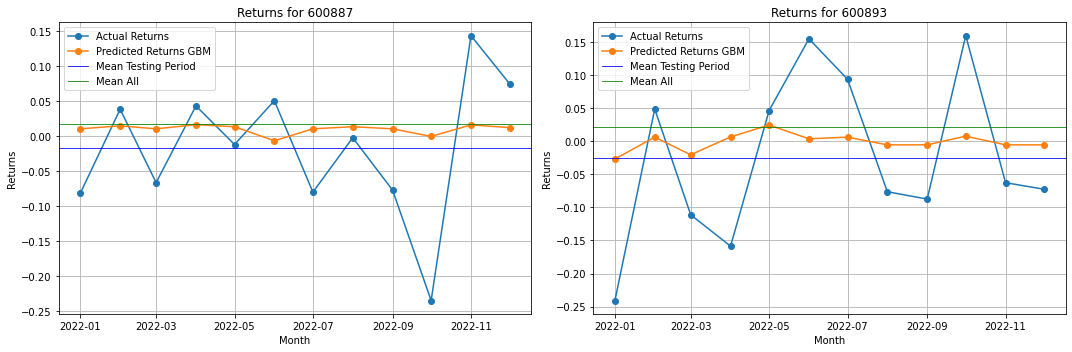 Returns for 600887
Actual Returns
Predicted Returns GBM
Mean Testing Period
Mean All
0.15
0.10
0.05
0.00
−0.05
−0.10
−0.15
−0.20
−0.25
Returns
2022-01 2022-03 2022-05 2022-07 2022-09 2022-11
Month
Returns for 600893
Actual Returns
Predicted Returns GBM
Mean Testing Period
Mean All
0.15
0.10
0.05
0.00
−0.05
−0.10
−0.15
−0.20
−0.25
Returns
2022-01 2022-03 2022-05 2022-07 2022-09 2022-11
Month